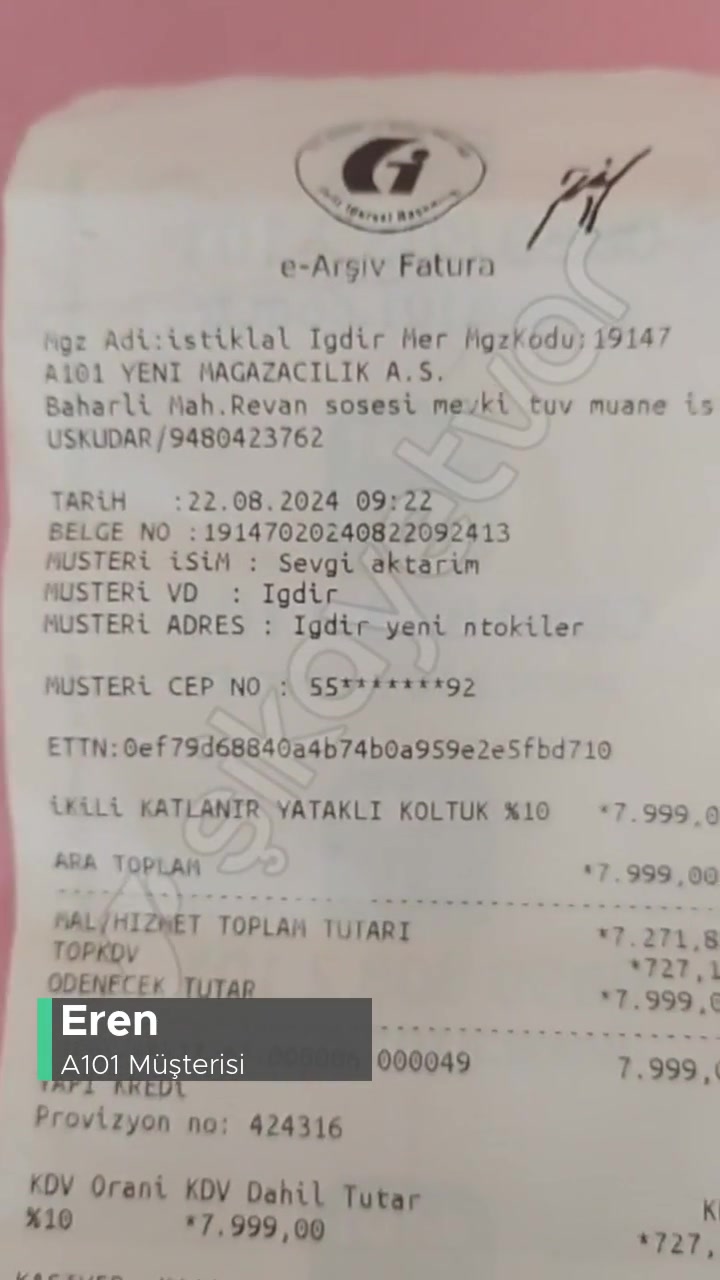 e-Arşiv Fatura
Mgz Adi:istiklal Igdir Mer MgzKodu:19147
A101 YENI MAGAZACILIK A.S.
Baharli Mah.Revan sosesi mevki tuv muane is
USKUDAR/9480423762
TARiH :22.08.2024 09:22
BELGE NO :19147020240822092413
MUSTERi iSiM : Sevgi aktarim
MUSTERi VD : Igdir
MUSTERi ADRES : Igdir yeni ntokiler
MUSTERi CEP NO : 55*******92
ETTN:0ef79d68840a4b74b0a959e2e5fbd710
iKiLi KATLANIR YATAKLI KOLTUK %10 *7.999,0
ARA TOPLAM *7.999,00
MAL/HIZMET TOPLAM TUTARI *7.271,8
TOPKDV *727,1
ODENECEK TUTAR *7.999,0
Eren
A101 Müşterisi
000049 7.999,0
YAPI KREDi
Provizyon no: 424316
KDV Orani KDV Dahil Tutar
%10 *7.999,00 *727,
şikayetvar